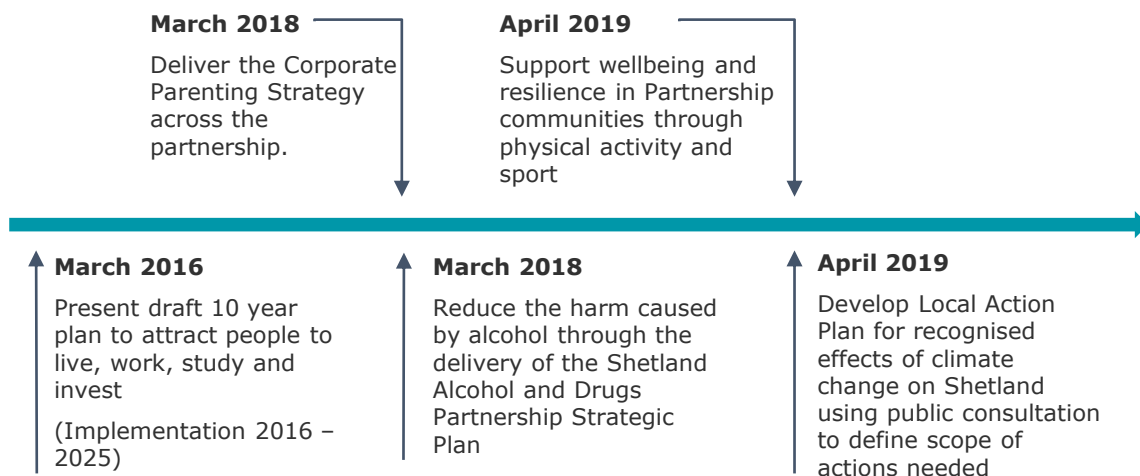 March 2018
Deliver the Corporate
Parenting Strategy
across the
partnership.
April 2019
Support wellbeing and
resilience in Partnership
communities through
physical activity and
sport
March 2016
Present draft 10 year
plan to attract people to
live, work, study and
invest
(Implementation 2016 –
2025)
March 2018
Reduce the harm caused
by alcohol through the
delivery of the Shetland
Alcohol and Drugs
Partnership Strategic
Plan
April 2019
Develop Local Action
Plan for recognised
effects of climate
change on Shetland
using public consultation
to define scope of
actions needed